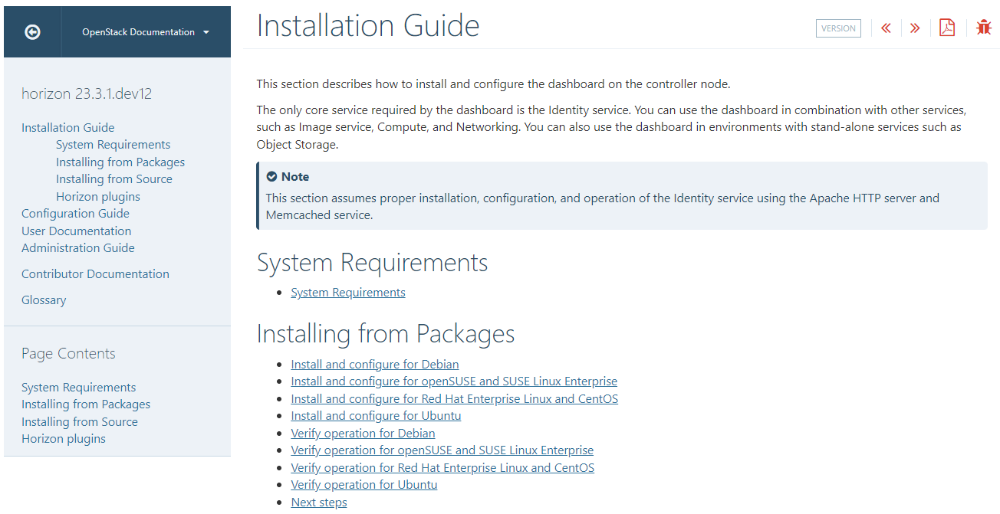 OpenStack Documentation
horizon 23.3.1.dev12
Installation Guide
System Requirements
Installing from Packages
Installing from Source
Horizon plugins
Configuration Guide
User Documentation
Administration Guide
Contributor Documentation
Glossary
Page Contents
System Requirements
Installing from Packages
Installing from Source
Horizon plugins
Installation Guide
VERSION
This section describes how to install and configure the dashboard on the controller node.
The only core service required by the dashboard is the Identity service. You can use the dashboard in combination with other services,
such as Image service, Compute, and Networking. You can also use the dashboard in environments with stand-alone services such as
Object Storage.
Note
This section assumes proper installation, configuration, and operation of the Identity service using the Apache HTTP server and
Memcached service.
System Requirements
• System Requirements
Installing from Packages
• Install and configure for Debian
• Install and configure for openSUSE and SUSE Linux Enterprise
• Install and configure for Red Hat Enterprise Linux and CentOS
• Install and configure for Ubuntu
• Verify operation for Debian
• Verify operation for openSUSE and SUSE Linux Enterprise
• Verify operation for Red Hat Enterprise Linux and CentOS
• Verify operation for Ubuntu
• Next steps